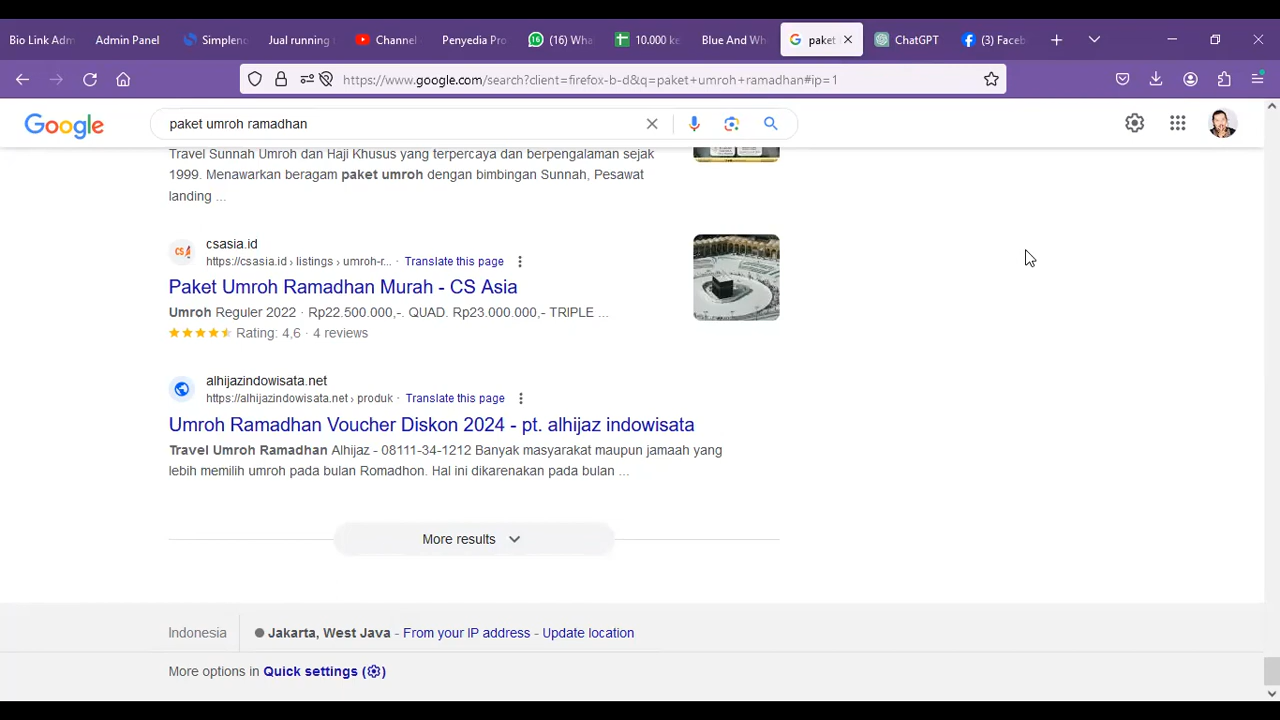 Bio Link Adm
Admin Panel
Simplene
Jual running
Channel
Penyedia Pro
(16) Wha
10.000 ke
Blue And Wh
paket
ChatGPT
(3) Faceb
https://www.google.com/search?client=firefox-b-d&q=paket+umroh+ramadhan#ip=1
Google
paket umroh ramadhan
Travel Sunnah Umroh dan Haji Khusus yang terpercaya dan berpengalaman sejak
1999. Menawarkan beragam paket umroh dengan bimbingan Sunnah, Pesawat
landing ...
CS
csasia.id
https://csasia.id › listings › umroh-r... · Translate this page
Paket Umroh Ramadhan Murah - CS Asia
Umroh Reguler 2022 · Rp22.500.000,-. QUAD. Rp23.000.000,- TRIPLE ...
Rating: 4,6 · 4 reviews
alhijazindowisata.net
https://alhijazindowisata.net › produk · Translate this page
Umroh Ramadhan Voucher Diskon 2024 - pt. alhijaz indowisata
Travel Umroh Ramadhan Alhijaz - 08111-34-1212 Banyak masyarakat maupun jamaah yang
lebih memilih umroh pada bulan Romadhon. Hal ini dikarenakan pada bulan ...
More results
Indonesia
Jakarta, West Java - From your IP address - Update location
More options in Quick settings ( )